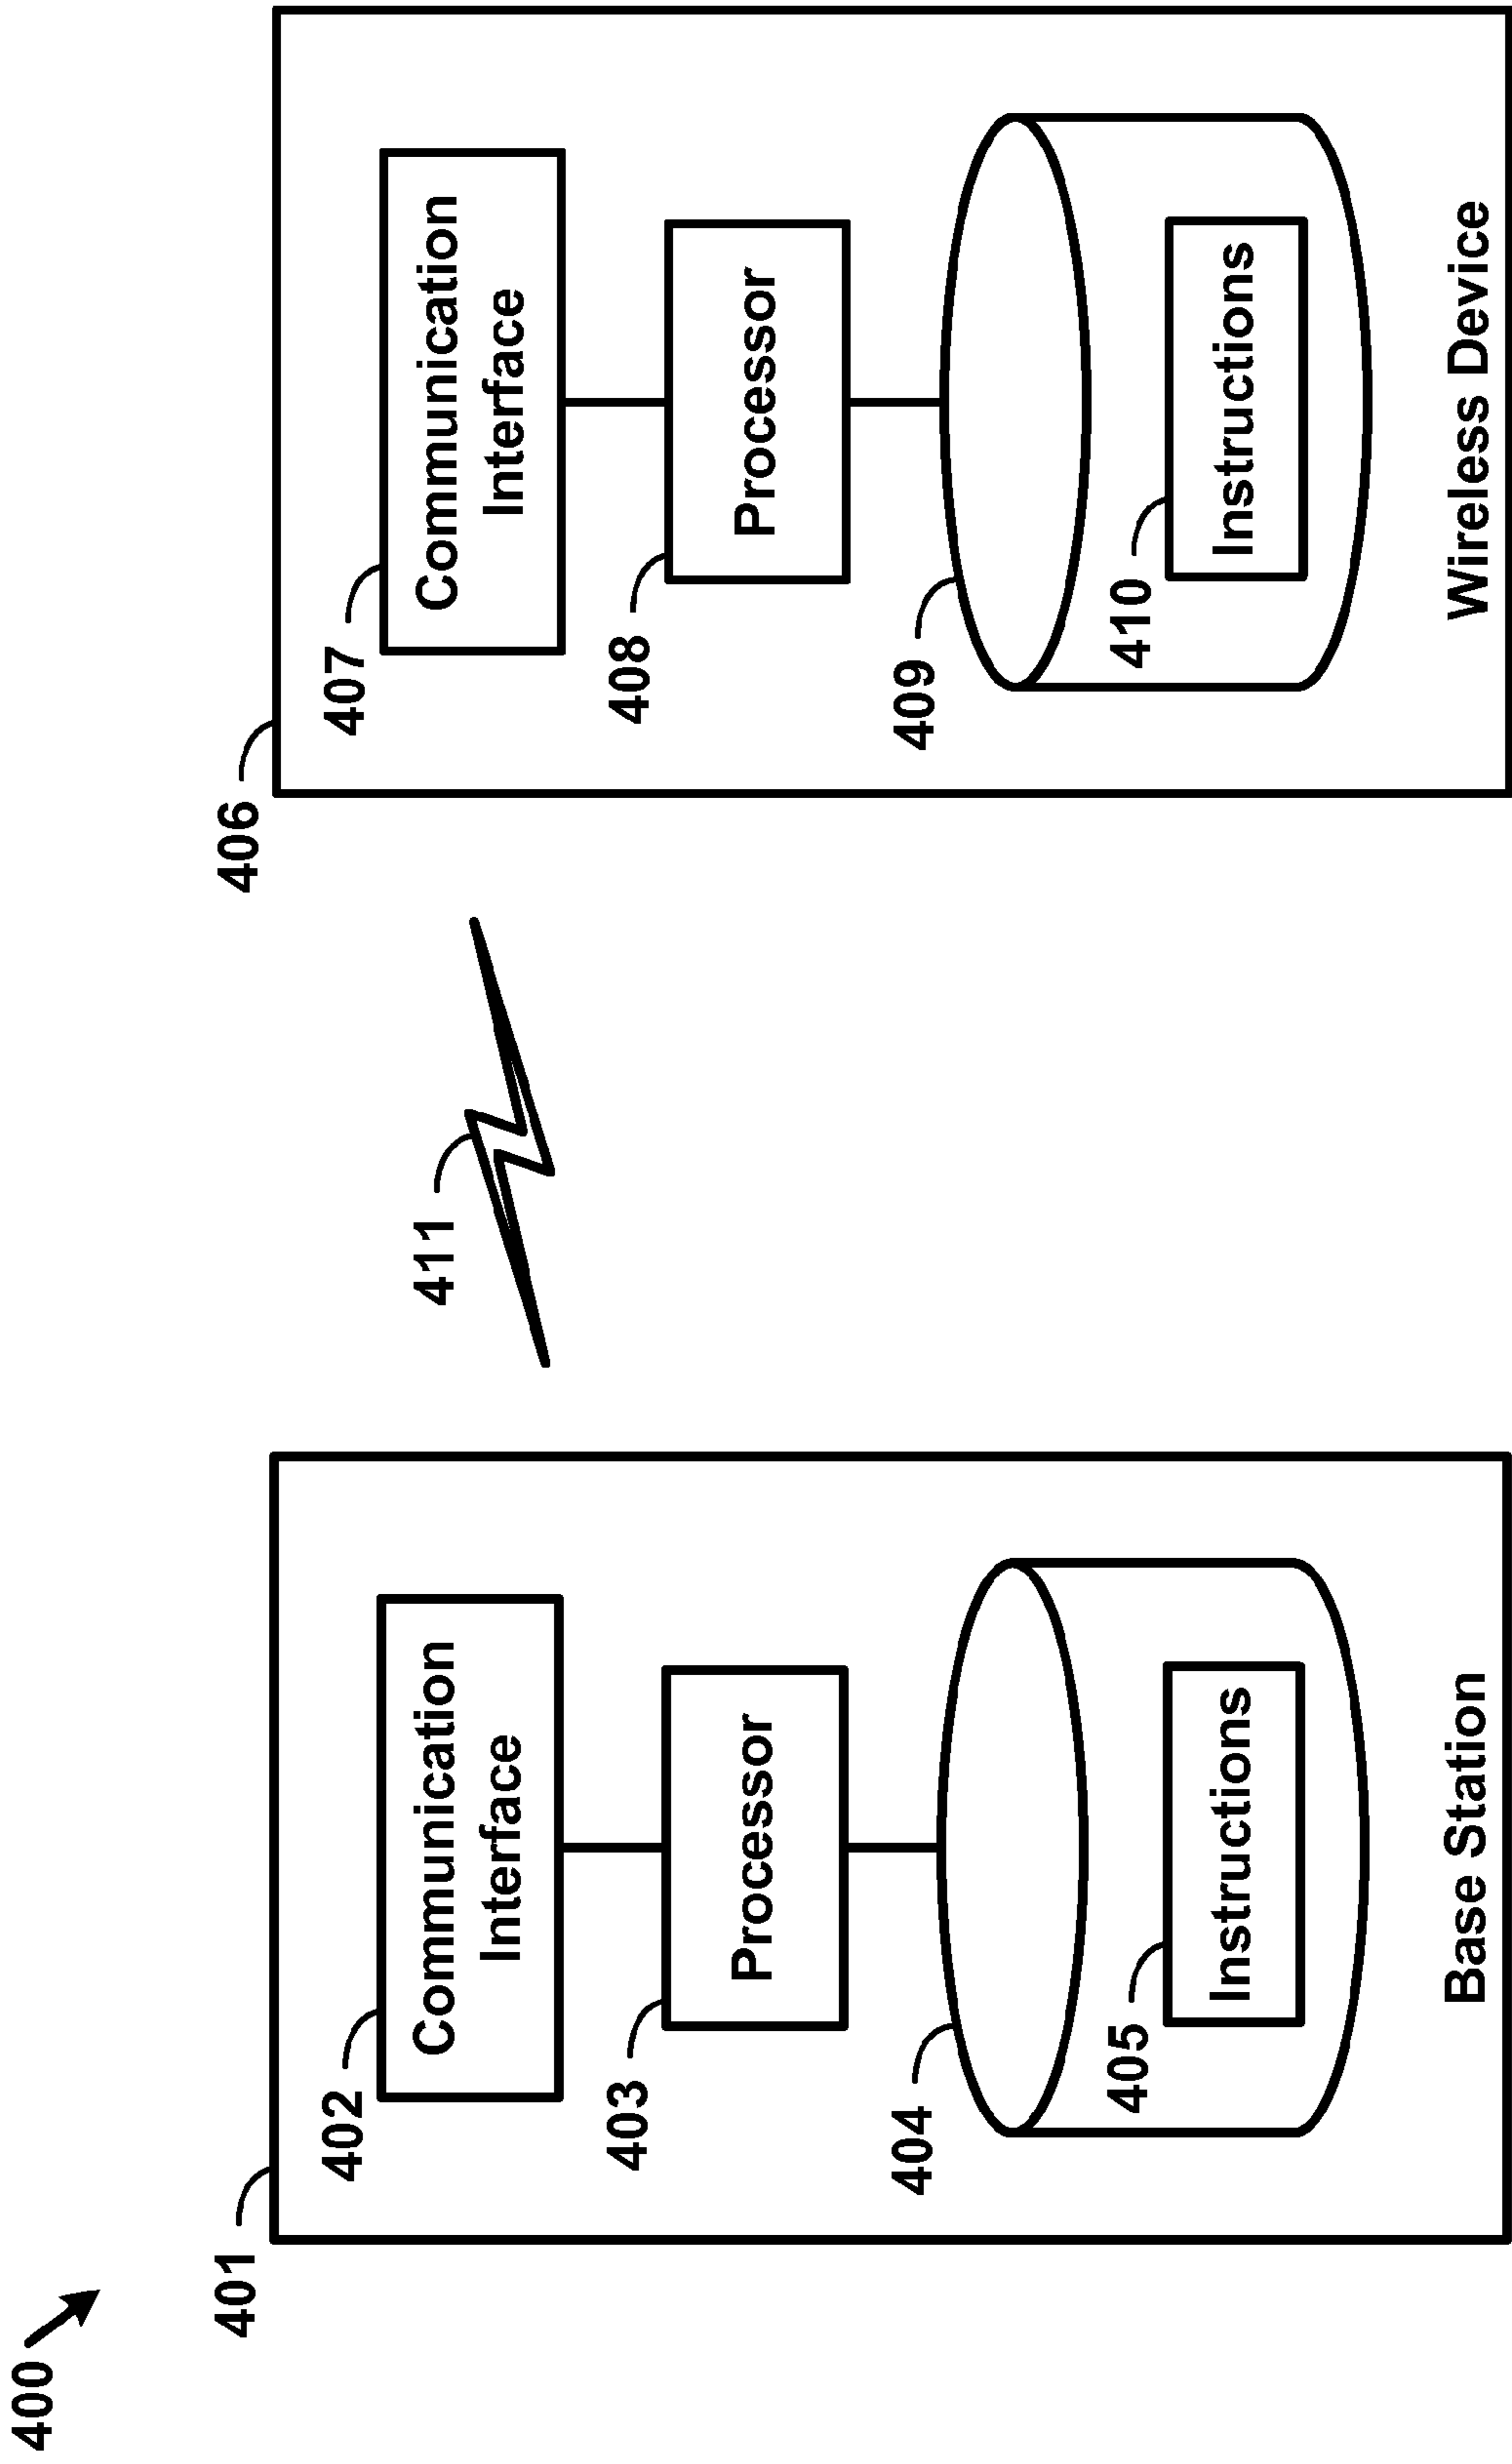 400
401
402
Communication
Interface
403
Processor
404
405
Instructions
Base Station
411
406
407
Communication
Interface
408
Processor
409
410
Instructions
Wireless Device